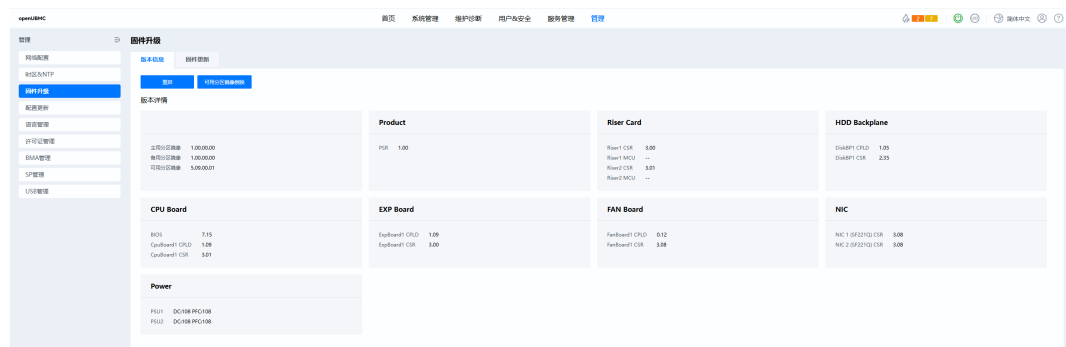 openUBMC
首页 系统管理 维护诊断 用户&安全 服务管理 管理
简体中文
管理
网络配置
时区&NTP
固件升级
配置更新
语言管理
许可证管理
BMA管理
SP管理
USB管理
固件升级
版本信息 固件更新
重启 可用分区镜像倒换
版本详情
主用分区镜像 1.00.00.00
备用分区镜像 1.00.00.00
可用分区镜像 5.09.00.01
Product
PSR 1.00
Riser Card
Riser1 CSR 3.00
Riser1 MCU --
Riser2 CSR 3.01
Riser2 MCU --
HDD Backplane
DiskBP1 CPLD 1.05
DiskBP1 CSR 2.35
CPU Board
BIOS 7.15
CpuBoard1 CPLD 1.09
CpuBoard1 CSR 3.01
EXP Board
ExpBoard1 CPLD 1.09
ExpBoard1 CSR 3.00
FAN Board
FanBoard1 CPLD 0.12
FanBoard1 CSR 3.08
NIC
NIC 1 (SF221Q) CSR 3.08
NIC 2 (SF221Q) CSR 3.08
Power
PSU1 DC:108 PFC:108
PSU2 DC:108 PFC:108